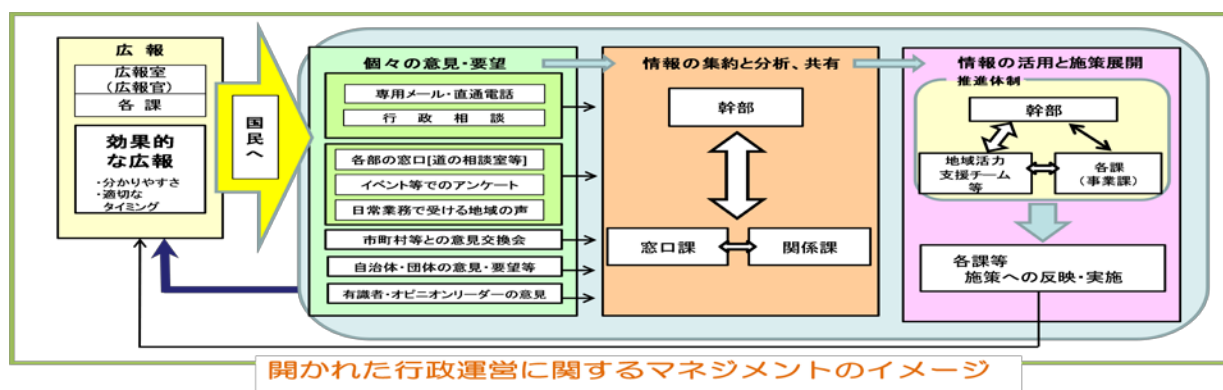 広 報
広報室
(広報官)
各 課
効果的
な広報
・分かりやすさ
・適切な
タイミング
国民へ
個々の意見・要望
専用メール・直通電話
行 政 相 談
各部の窓口[道の相談室等]
イベント等でのアンケート
日常業務で受ける地域の声
市町村等との意見交換会
自治体・団体の意見・要望等
有識者・オピニオンリーダーの意見
情報の集約と分析、共有
幹部
窓口課
関係課
情報の活用と施策展開
推進体制
幹部
地域活力
支援チーム
等
各課
(事業課)
各課等
施策への反映・実施
開かれた行政運営に関するマネジメントのイメージ